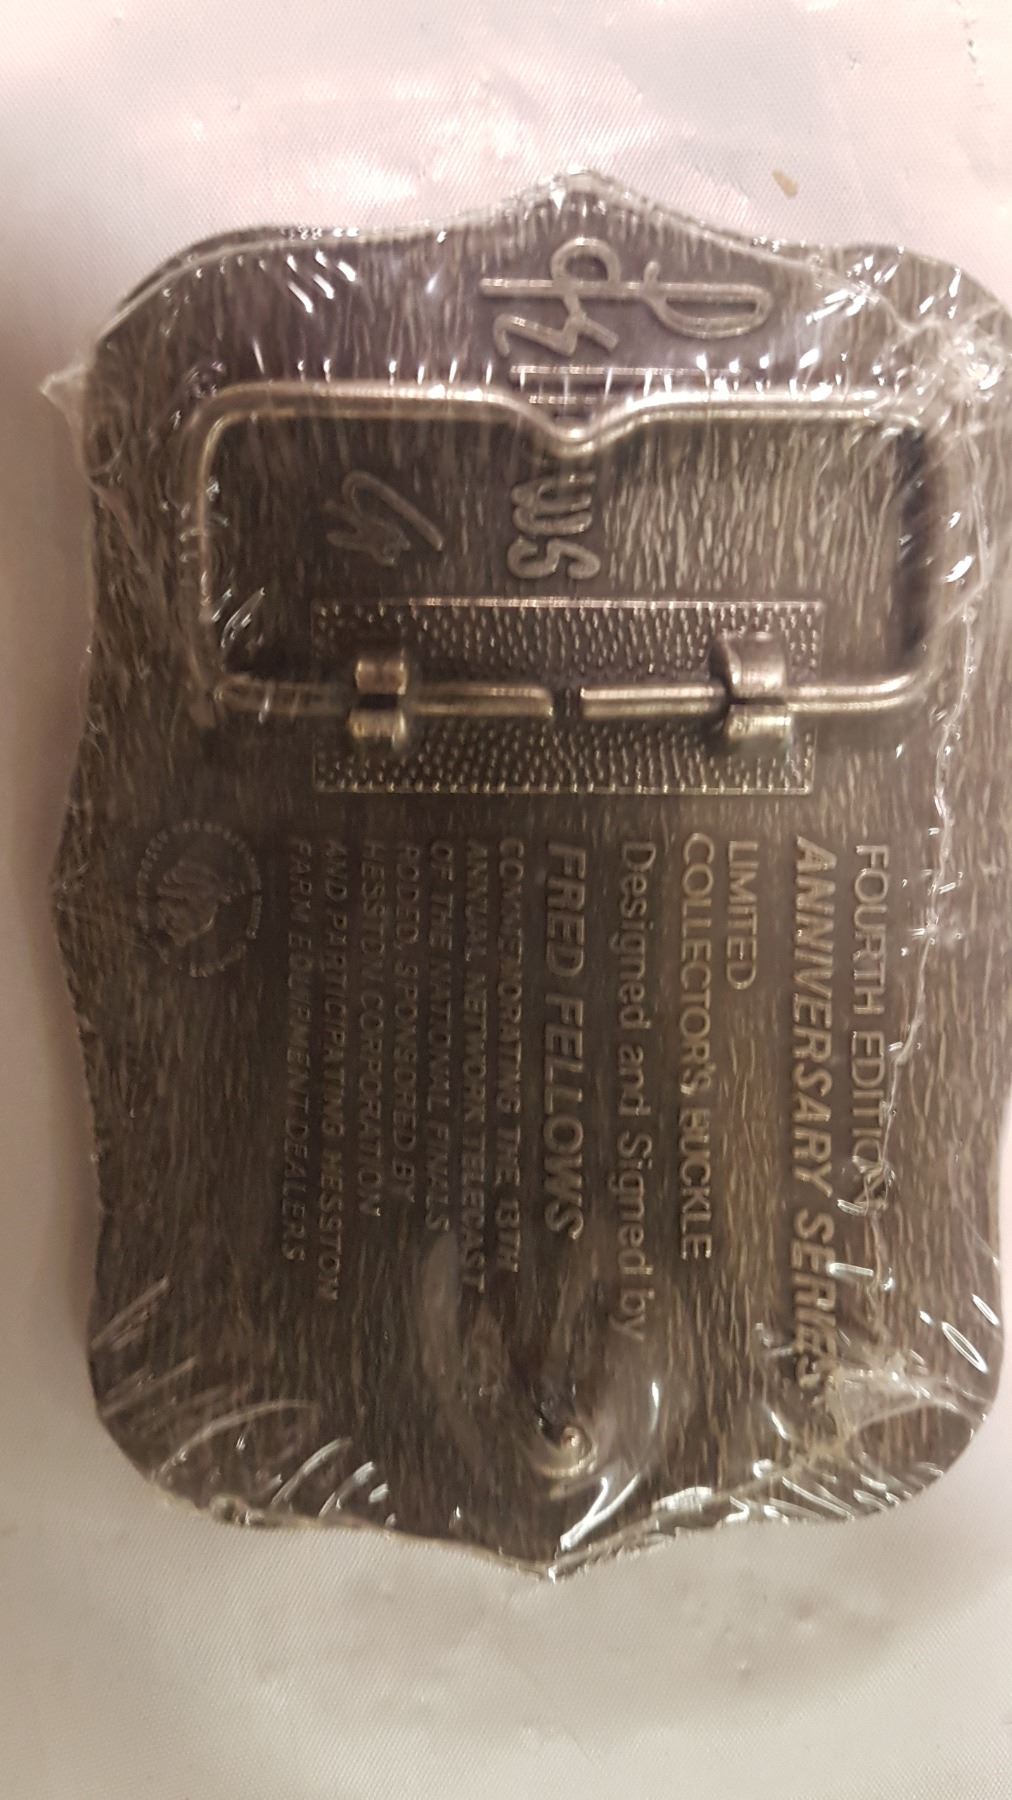 FOURTH EDITION
ANNIVERSARY SERIES
LIMITED
COLLECTOR'S BUCKLE
Designed and Signed by
FRED FELLOWS
COMMEMORATING THE 13TH
ANNUAL NETWORK TELECAST
OF THE NATIONAL FINALS
RODEO, SPONSORED BY
HESSTON CORPORATION
AND PARTICIPATING HESSTON
FARM EQUIPMENT DEALERS